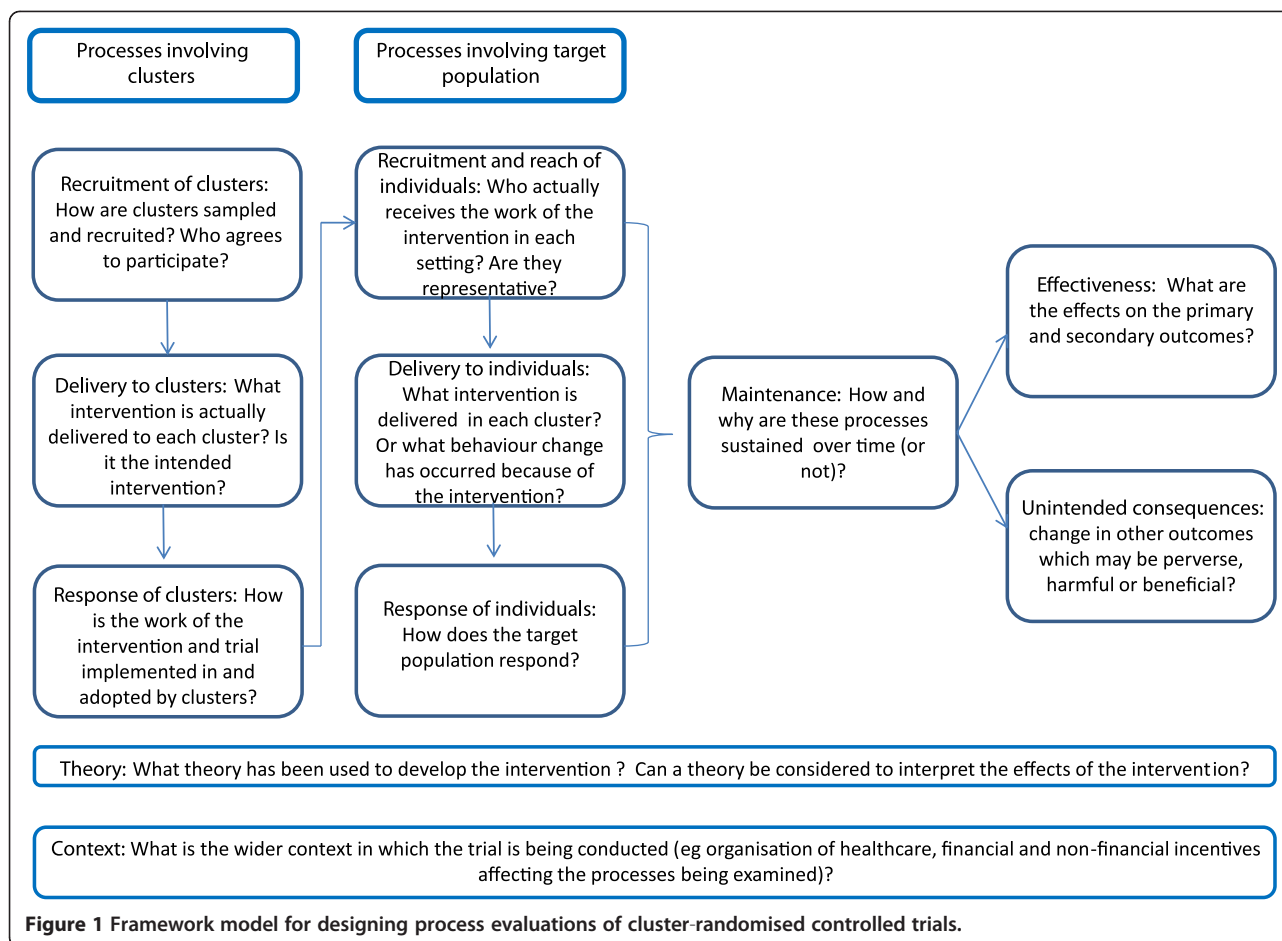 Processes involving
clusters
Processes involving target
population
Recruitment of clusters:
How are clusters sampled
and recruited? Who agrees
to participate?
Delivery to clusters: What
intervention is actually
delivered to each cluster? Is
it the intended
intervention?
Response of clusters: How
is the work of the
intervention and trial
implemented in and
adopted by clusters?
Recruitment and reach of
individuals: Who actually
receives the work of the
intervention in each
setting? Are they
representative?
Delivery to individuals:
What intervention is
delivered in each cluster?
Or what behaviour change
has occurred because of
the intervention?
Response of individuals:
How does the target
population respond?
Maintenance: How and
why are these processes
sustained over time (or
not)?
Effectiveness: What are
the effects on the primary
and secondary outcomes?
Unintended consequences:
change in other outcomes
which may be perverse,
harmful or beneficial?
Theory: What theory has been used to develop the intervention ? Can a theory be considered to interpret the effects of the intervention?
Context: What is the wider context in which the trial is being conducted (eg organisation of healthcare, financial and non-financial incentives
affecting the processes being examined)?
Figure 1 Framework model for designing process evaluations of cluster-randomised controlled trials.